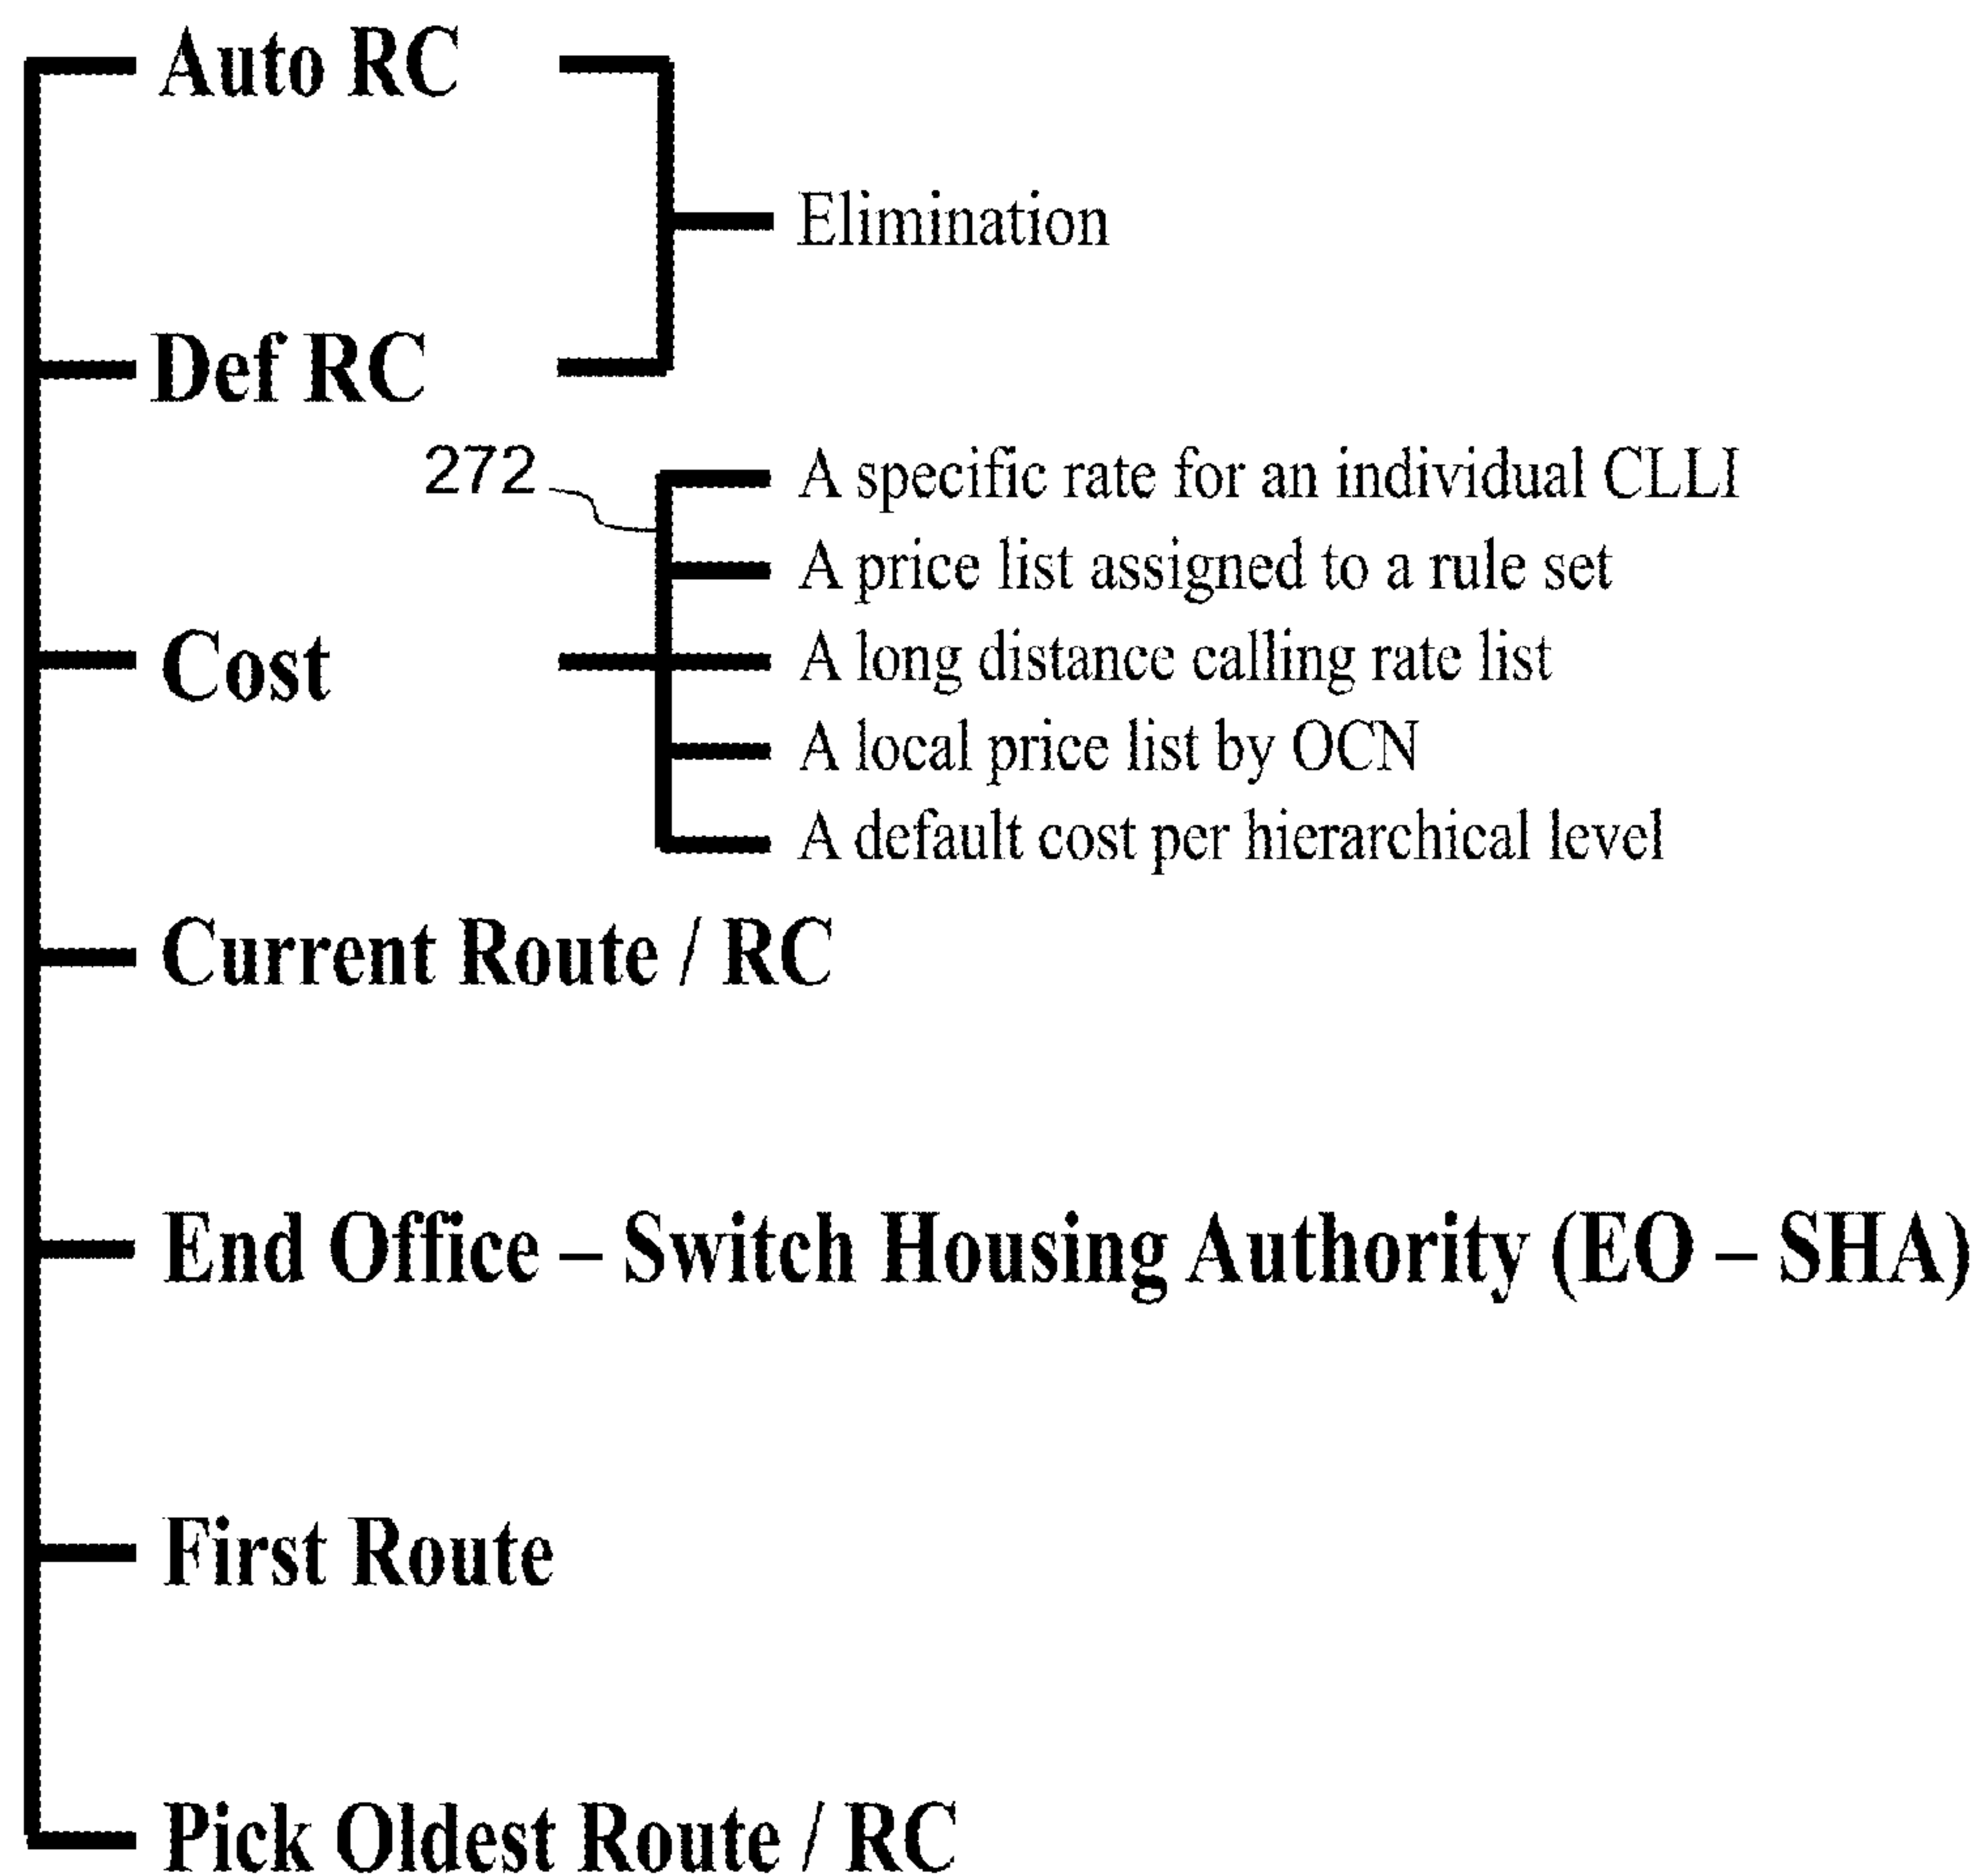 Auto RC
Elimination
Def RC
272
A specific rate for an individual CLLI
A price list assigned to a rule set
Cost
A long distance calling rate list
A local price list by OCN
A default cost per hierarchical level
Current Route / RC
End Office – Switch Housing Authority (EO – SHA)
First Route
Pick Oldest Route / RC